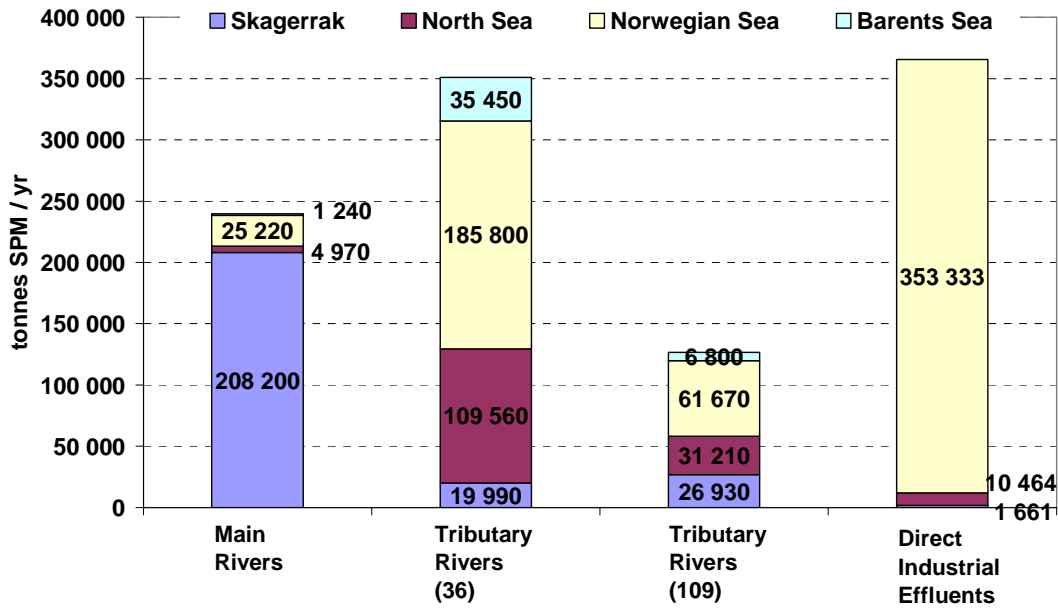 Skagerrak North Sea Norwegian Sea Barents Sea
tonnes SPM / yr
400 000
350 000
300 000
250 000
200 000
150 000
100 000
50 000
0
1 240
25 220
4 970
208 200
35 450
185 800
109 560
19 990
6 800
61 670
31 210
26 930
353 333
10 464
1 661
Main
Rivers
Tributary
Rivers
(36)
Tributary
Rivers
(109)
Direct
Industrial
Effluents